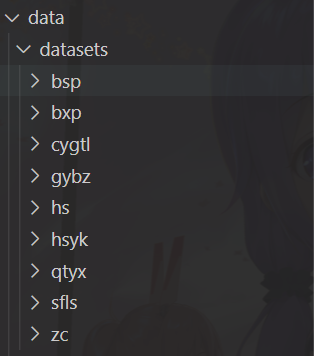 data
datasets
bsp
bxp
cygtl
gybz
hs
hsyk
qtyx
sfls
zc